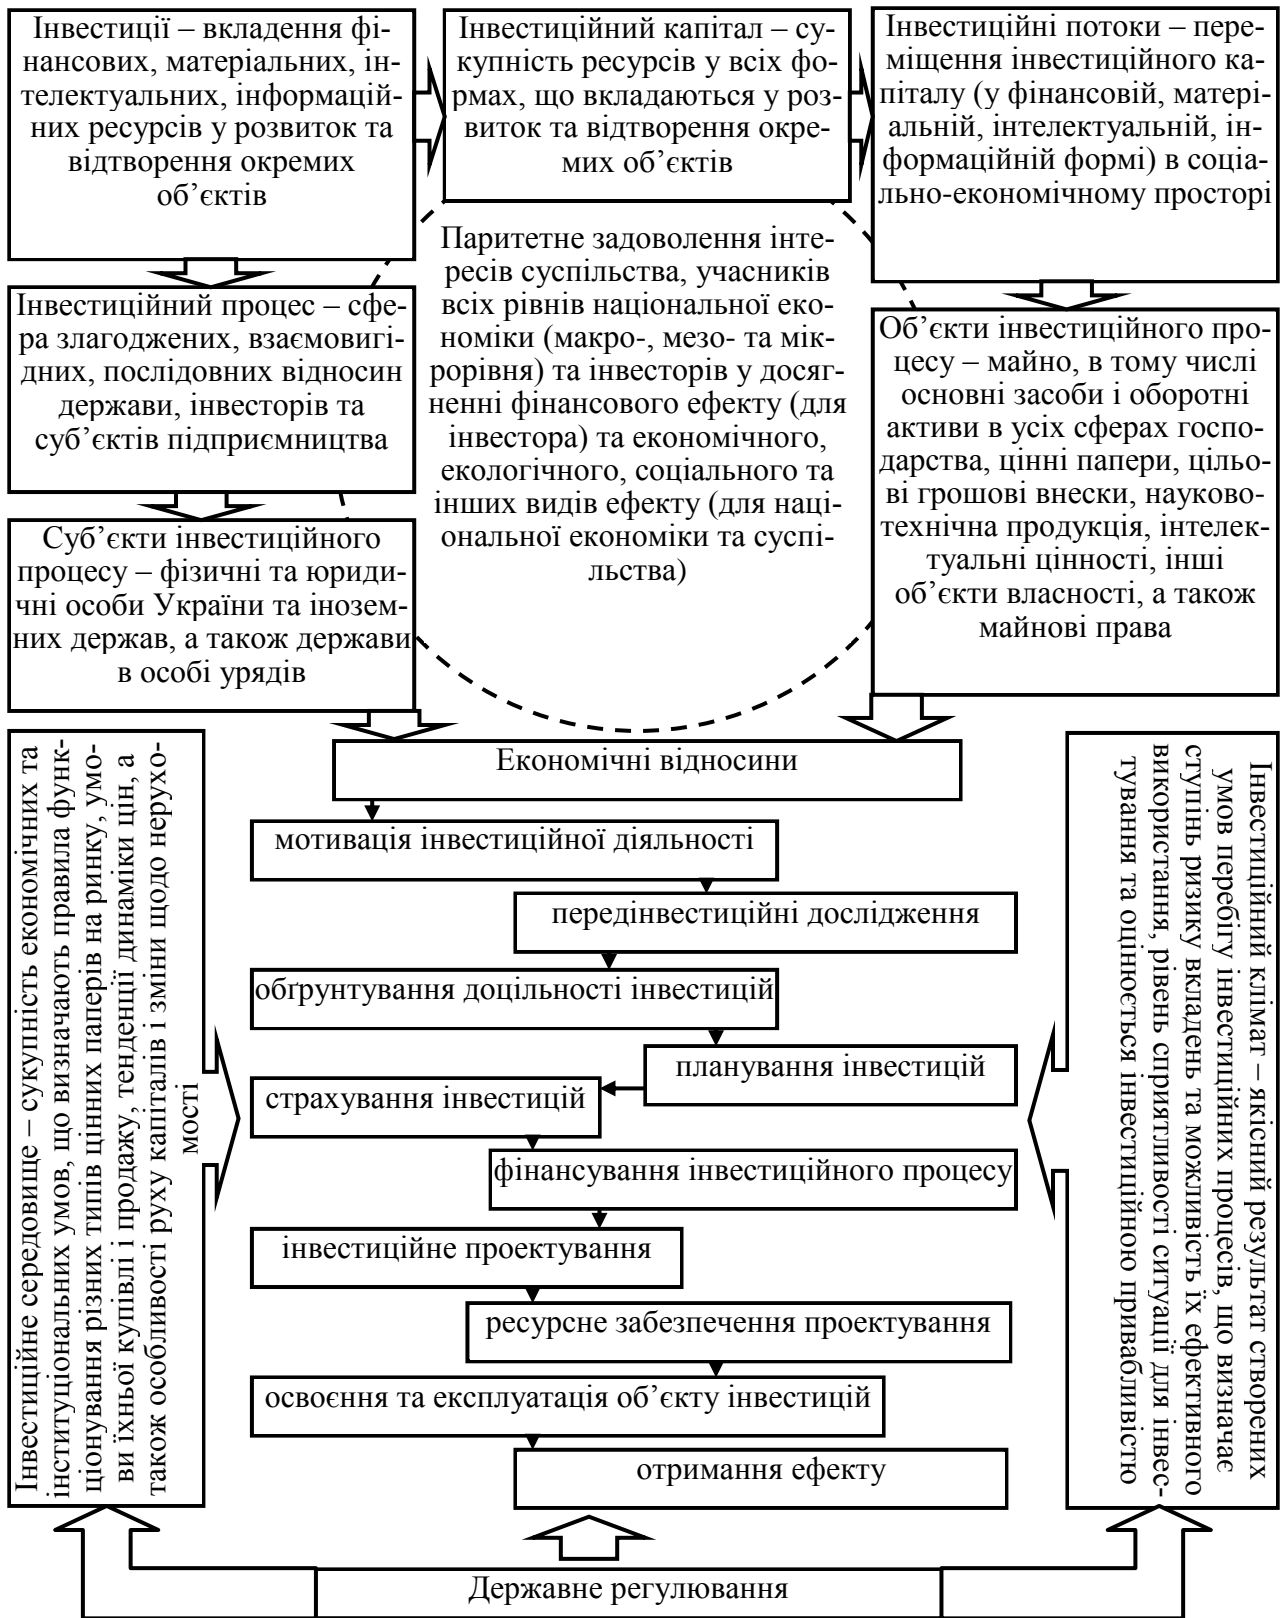 Інвестиції – вкладення фі-
нансових, матеріальних, ін-
телектуальних, інформацій-
них ресурсів у розвиток та
відтворення окремих
об’єктів
Інвестиційний капітал – су-
купність ресурсів у всіх фо-
рмах, що вкладаються у роз-
виток та відтворення окре-
мих об’єктів
Інвестиційні потоки – пере-
міщення інвестиційного ка-
піталу (у фінансовій, матері-
альній, інтелектуальній, ін-
формаційній формі) в соціа-
льно-економічному просторі
Паритетне задоволення інте-
ресів суспільства, учасників
всіх рівнів національної еко-
номіки (макро-, мезо- та мік-
рорівня) та інвесторів у досяг-
ненні фінансового ефекту (для
інвестора) та економічного,
екологічного, соціального та
інших видів ефекту (для наці-
ональної економіки та суспі-
льства)
Інвестиційний процес – сфе-
ра злагоджених, взаємовигі-
дних, послідовних відносин
держави, інвесторів та
суб’єктів підприємництва
Об’єкти інвестиційного про-
цесу – майно, в тому числі
основні засоби і оборотні
активи в усіх сферах госпо-
дарства, цінні папери, цільо-
ві грошові внески, науково-
технічна продукція, інтелек-
туальні цінності, інші
об’єкти власності, а також
майнові права
Суб’єкти інвестиційного
процесу – фізичні та юриди-
чні особи України та інозем-
них держав, а також держави
в особі урядів
Економічні відносини
Інвестиційне середовище – сукупність економічних та
інституціональних умов, що визначають правила функ-
ціонування різних типів цінних паперів на ринку, умо-
ви їхньої купівлі і продажу, тенденції динаміки цін, а
також особливості руху капіталів і зміни щодо нерухо-
мості
мотивація інвестиційної діяльності
передінвестиційні дослідження
обґрунтування доцільності інвестицій
планування інвестицій
страхування інвестицій
фінансування інвестиційного процесу
інвестиційне проектування
ресурсне забезпечення проектування
освоєння та експлуатація об’єкту інвестицій
отримання ефекту
Інвестиційний клімат – якісний результат створених
умов перебігу інвестиційних процесів, що визначає
ступінь ризику вкладень та можливість їх ефективного
використання, рівень сприятливості ситуації для інвес-
тування та оцінюється інвестиційною привабливістю
Державне регулювання